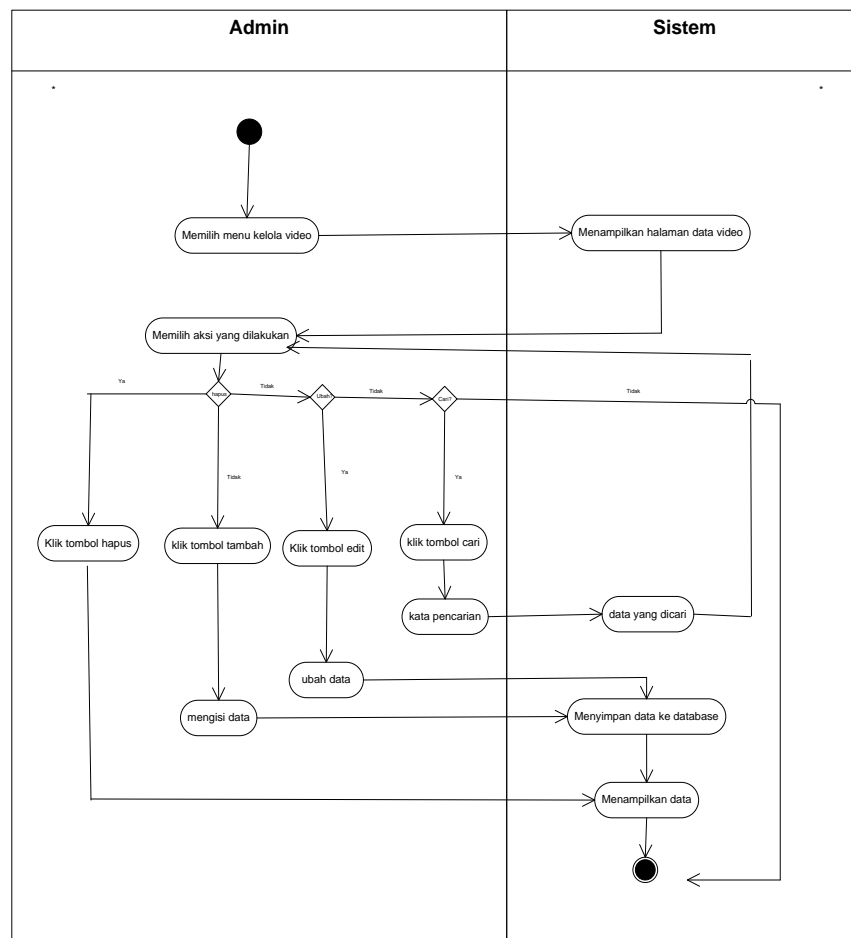 Admin
Sistem
Memilih menu kelola video
Menampilkan halaman data video
Memilih aksi yang dilakukan
Ya
hapus
Tidak
Ubah?
Tidak
Cari?
Tidak
Tidak
Ya
Ya
Klik tombol hapus
klik tombol tambah
Klik tombol edit
klik tombol cari
kata pencarian
data yang dicari
ubah data
mengisi data
Menyimpan data ke database
Menampilkan data